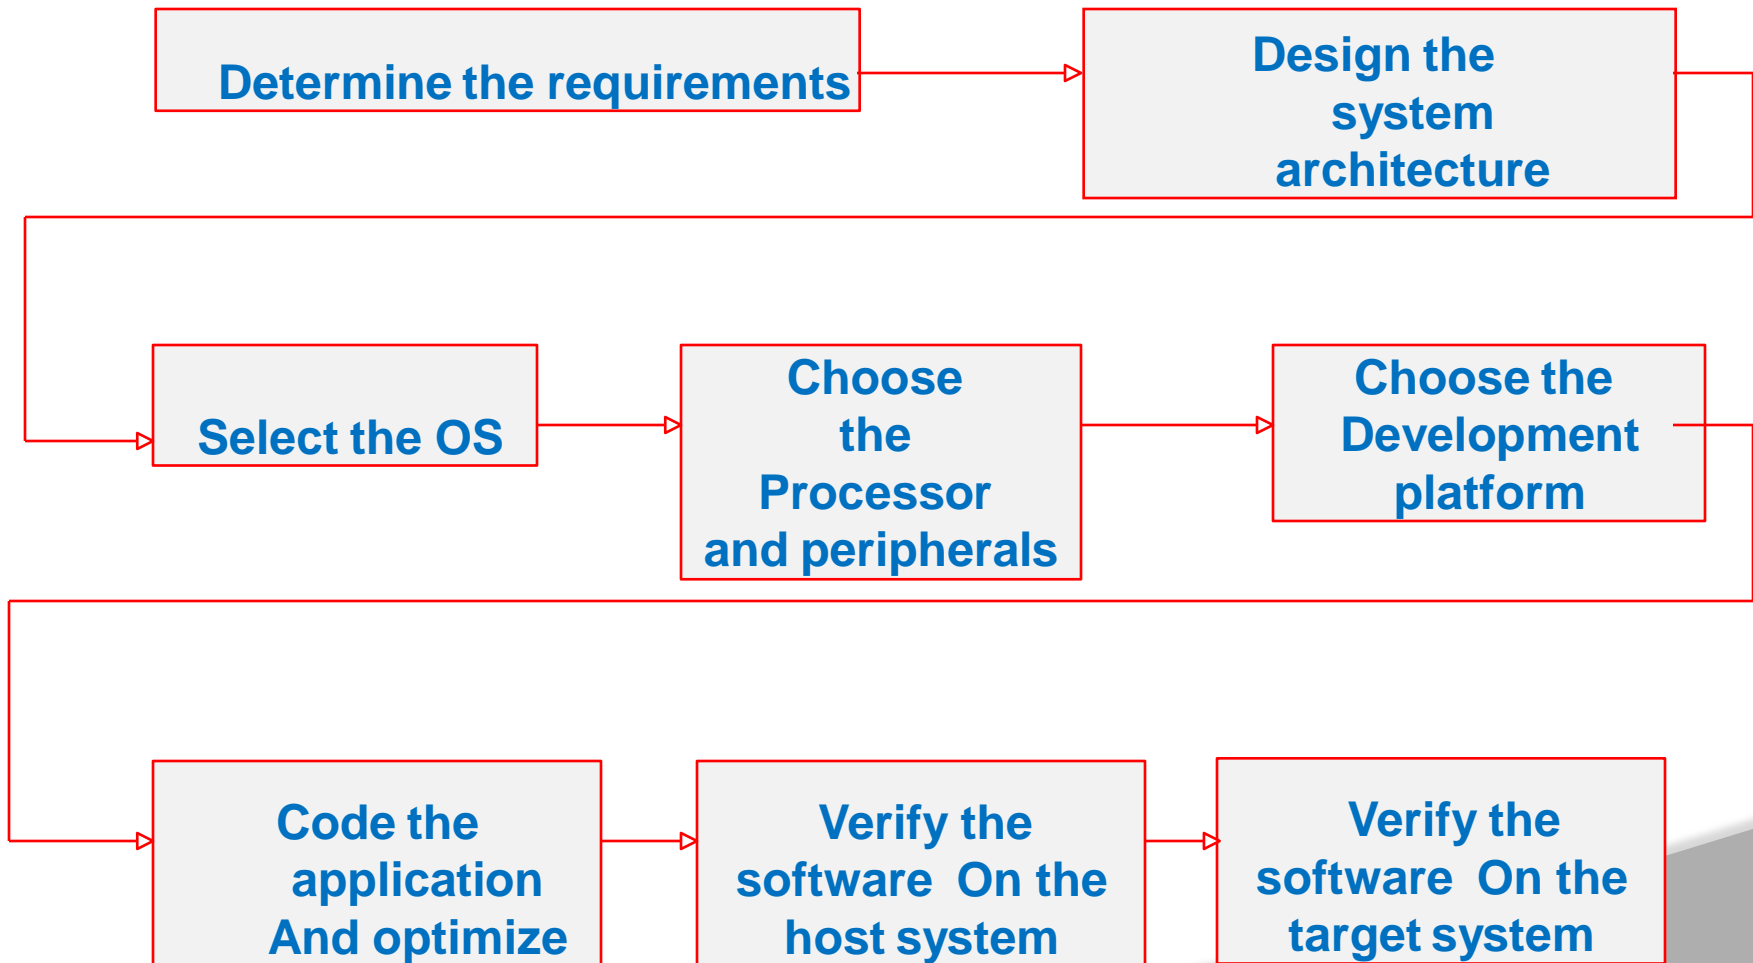 Determine the requirements
Design the
system
architecture
Select the OS
Choose
the
Processor
and peripherals
Choose the
Development
platform
Code the
application
And optimize
Verify the
software On the
host system
Verify the
software On the
target system